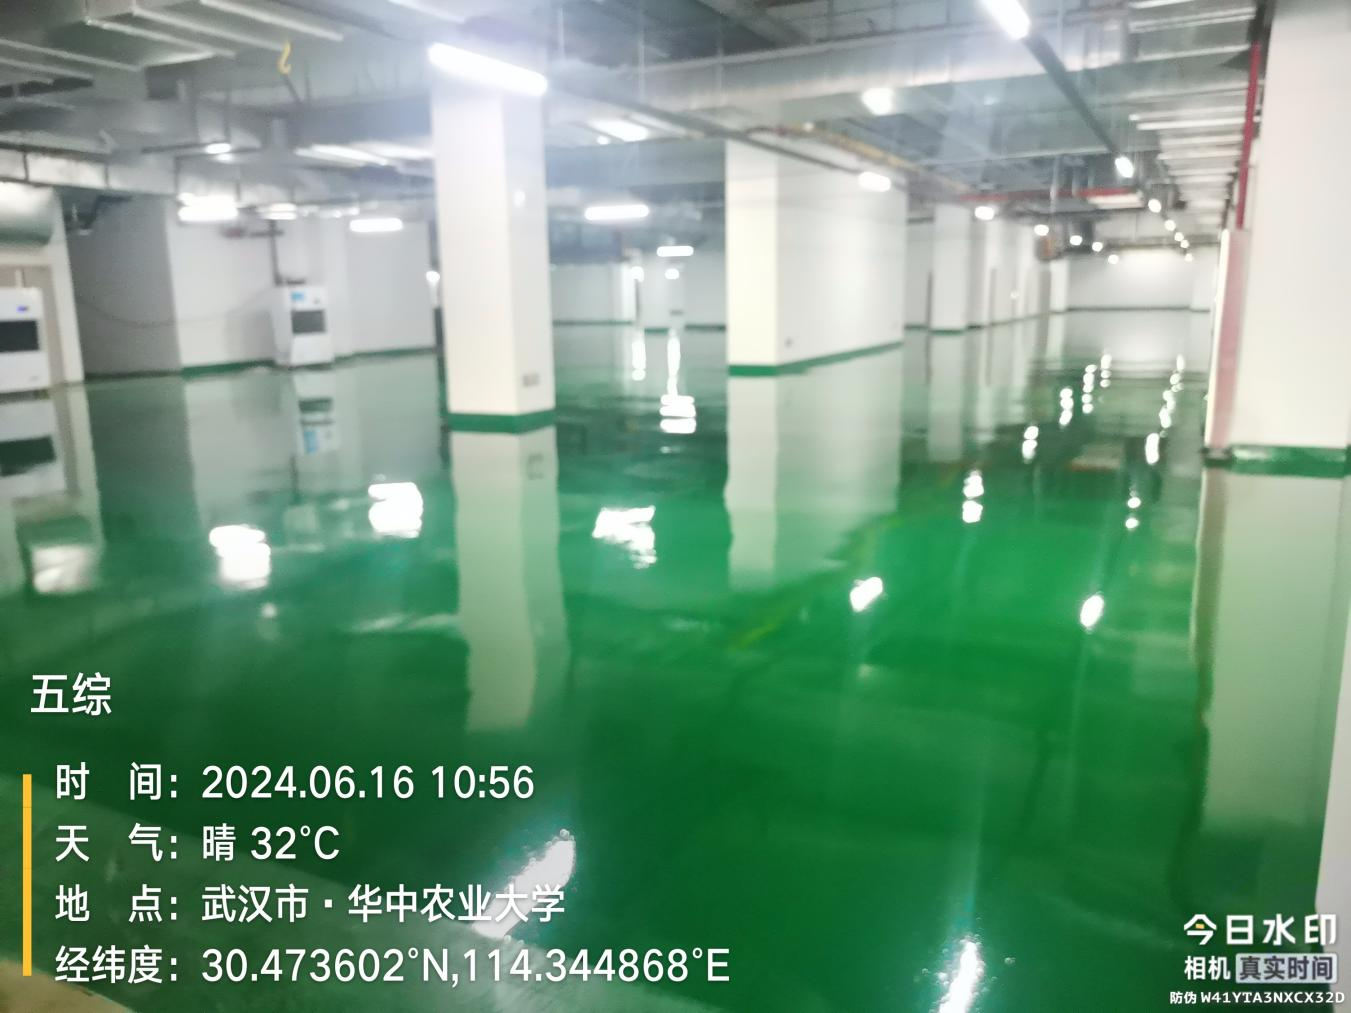 五综
时 间：2024.06.16 10:56
天 气：晴 32°C
地 点：武汉市·华中农业大学
经纬度：30.473602°N,114.344868°E
今日水印
相机 真实时间
防伪 W41YTA3NXCX32D